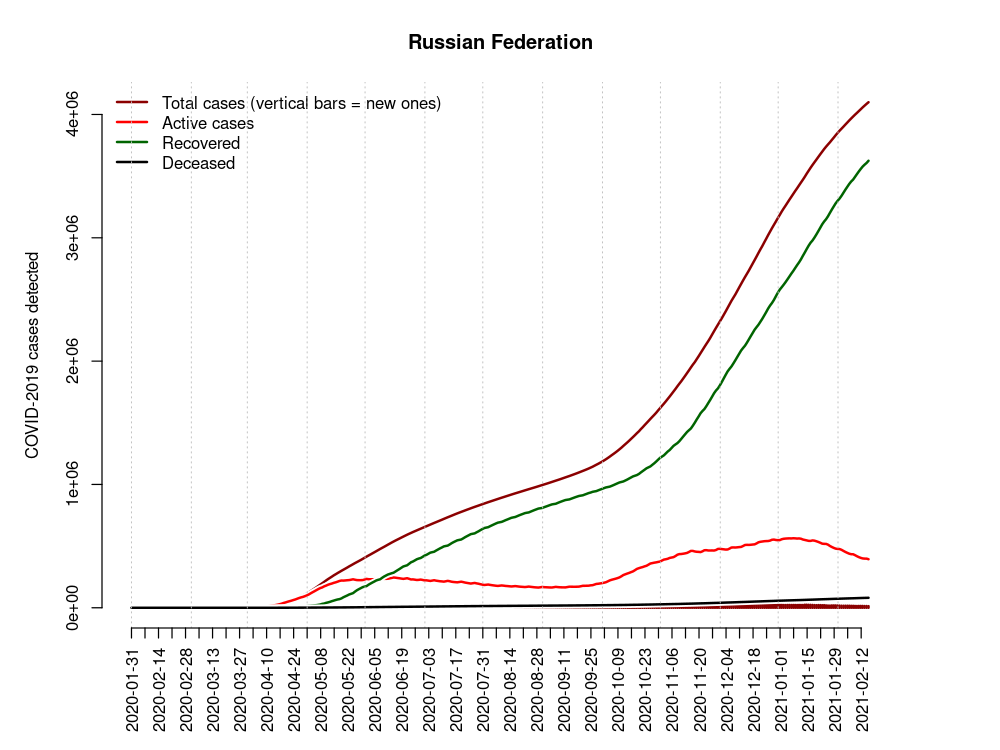 Russian Federation
Total cases (vertical bars = new ones)
Active cases
Recovered
Deceased
COVID-2019 cases detected
4e+06
3e+06
2e+06
1e+06
0e+00
2020-01-31
2020-02-14
2020-02-28
2020-03-13
2020-03-27
2020-04-10
2020-04-24
2020-05-08
2020-05-22
2020-06-05
2020-06-19
2020-07-03
2020-07-17
2020-07-31
2020-08-14
2020-08-28
2020-09-11
2020-09-25
2020-10-09
2020-10-23
2020-11-06
2020-11-20
2020-12-04
2020-12-18
2021-01-01
2021-01-15
2021-01-29
2021-02-12